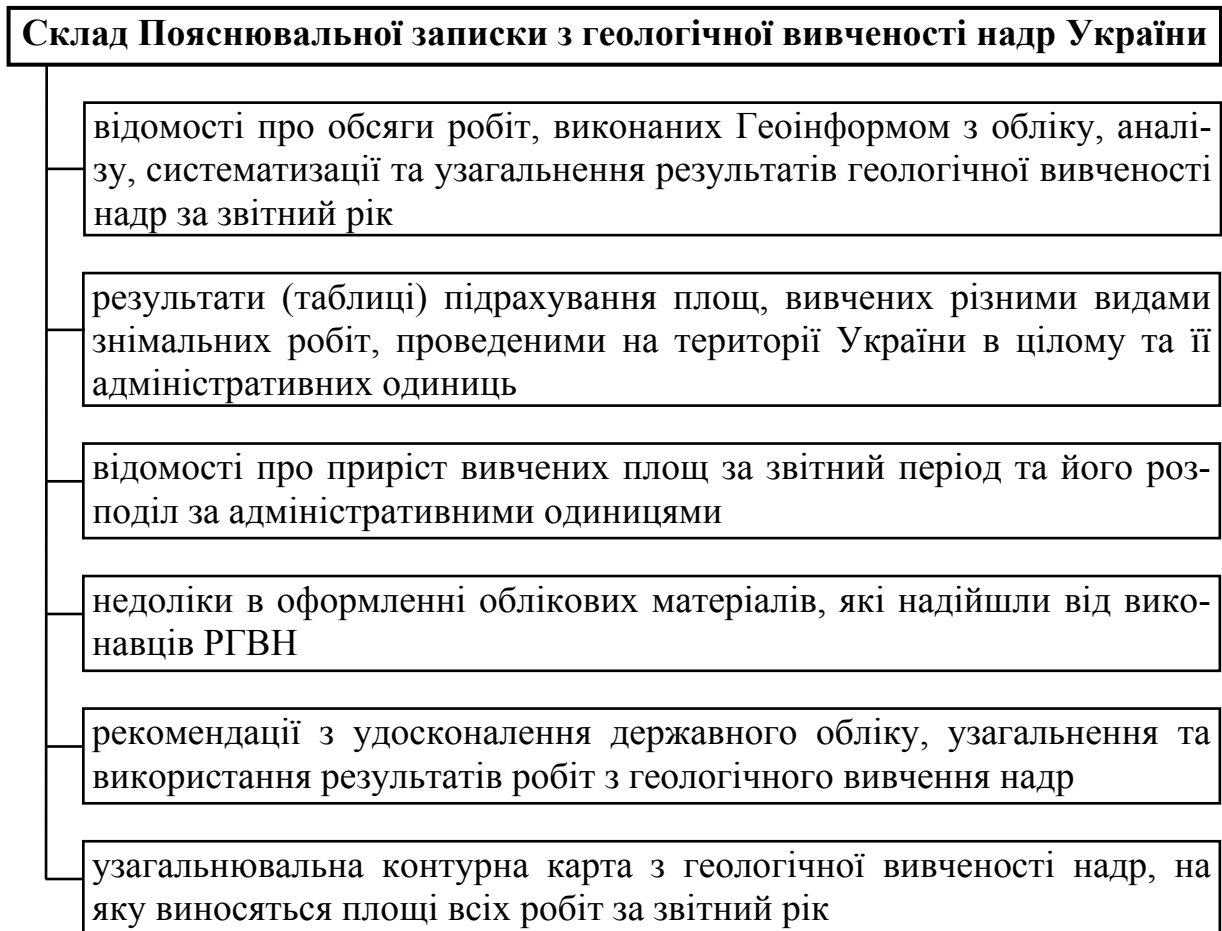 Склад Пояснювальної записки з геологічної вивченості надр України
відомості про обсяги робіт, виконаних Геоінформом з обліку, аналі-
зу, систематизації та узагальнення результатів геологічної вивченості
надр за звітний рік
результати (таблиці) підрахування площ, вивчених різними видами
знімальних робіт, проведеними на території України в цілому та її
адміністративних одиниць
відомості про приріст вивчених площ за звітний період та його роз-
поділ за адміністративними одиницями
недоліки в оформленні облікових матеріалів, які надійшли від вико-
навців РГВН
рекомендації з удосконалення державного обліку, узагальнення та
використання результатів робіт з геологічного вивчення надр
узагальнювальна контурна карта з геологічної вивченості надр, на
яку виносяться площі всіх робіт за звітний рік